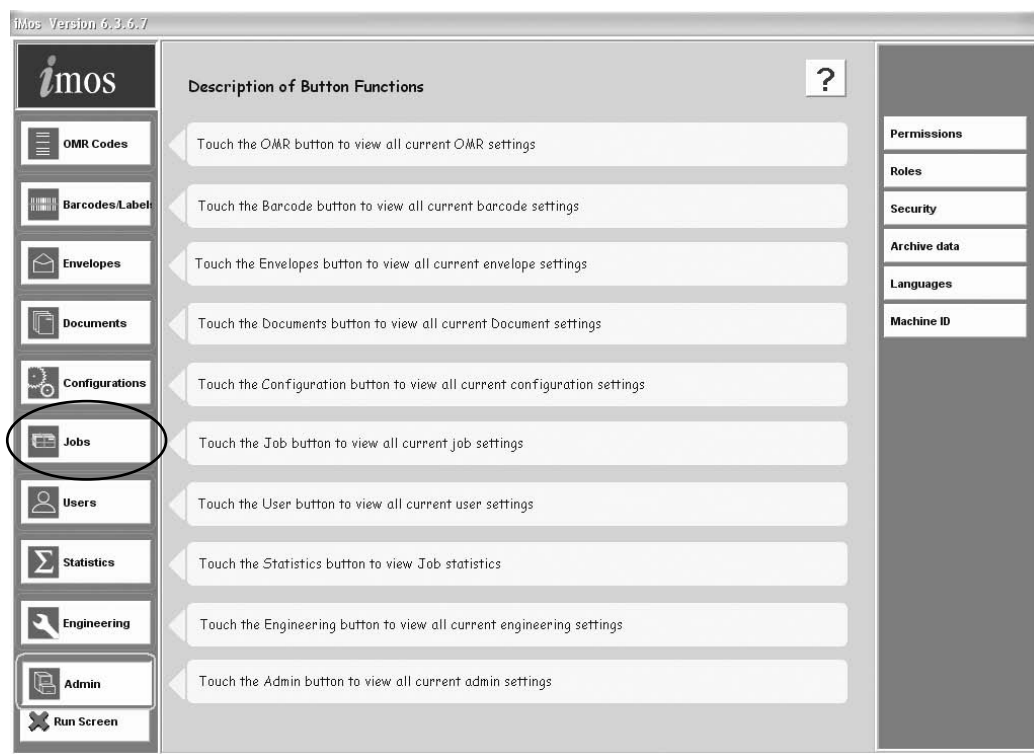 iMos Version 6.3.6.7
imos
Description of Button Functions
?
OMR Codes
Touch the OMR button to view all current OMR settings
Barcodes/Label
Touch the Barcode button to view all current barcode settings
Envelopes
Touch the Envelopes button to view all current envelope settings
Documents
Touch the Documents button to view all current Document settings
Configurations
Touch the Configuration button to view all current configuration settings
Jobs
Touch the Job button to view all current job settings
Users
Touch the User button to view all current user settings
Statistics
Touch the Statistics button to view Job statistics
Engineering
Touch the Engineering button to view all current engineering settings
Admin
Touch the Admin button to view all current admin settings
Run Screen
Permissions
Roles
Security
Archive data
Languages
Machine ID